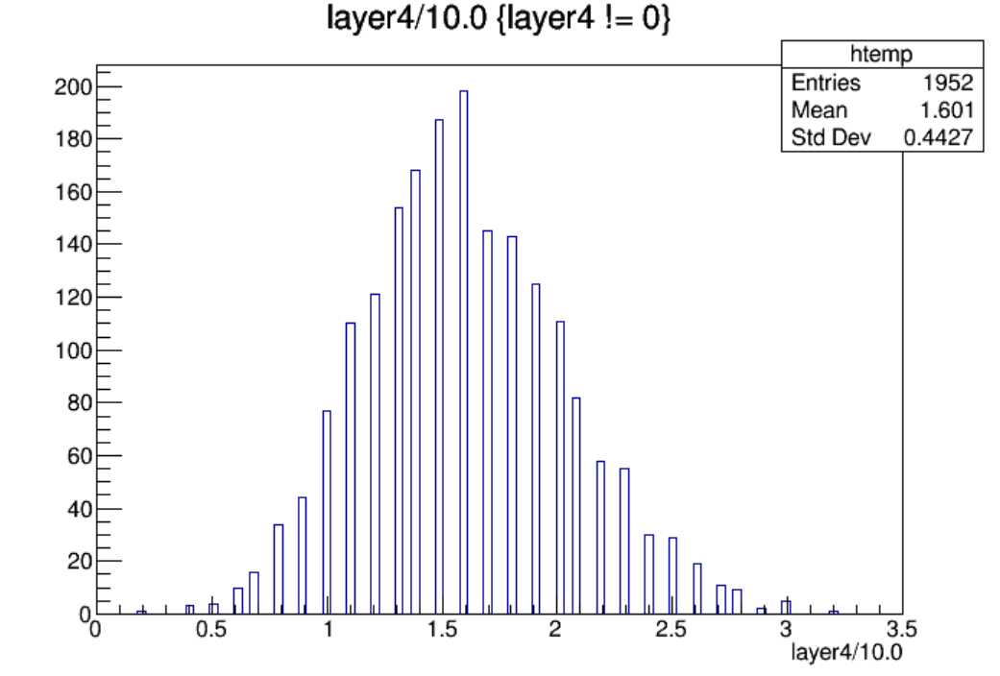 layer4/10.0 {layer4 != 0}
htemp
Entries 1952
Mean 1.601
Std Dev 0.4427
200
180
160
140
120
100
80
60
40
20
0
0 0.5 1 1.5 2 2.5 3 3.5
layer4/10.0